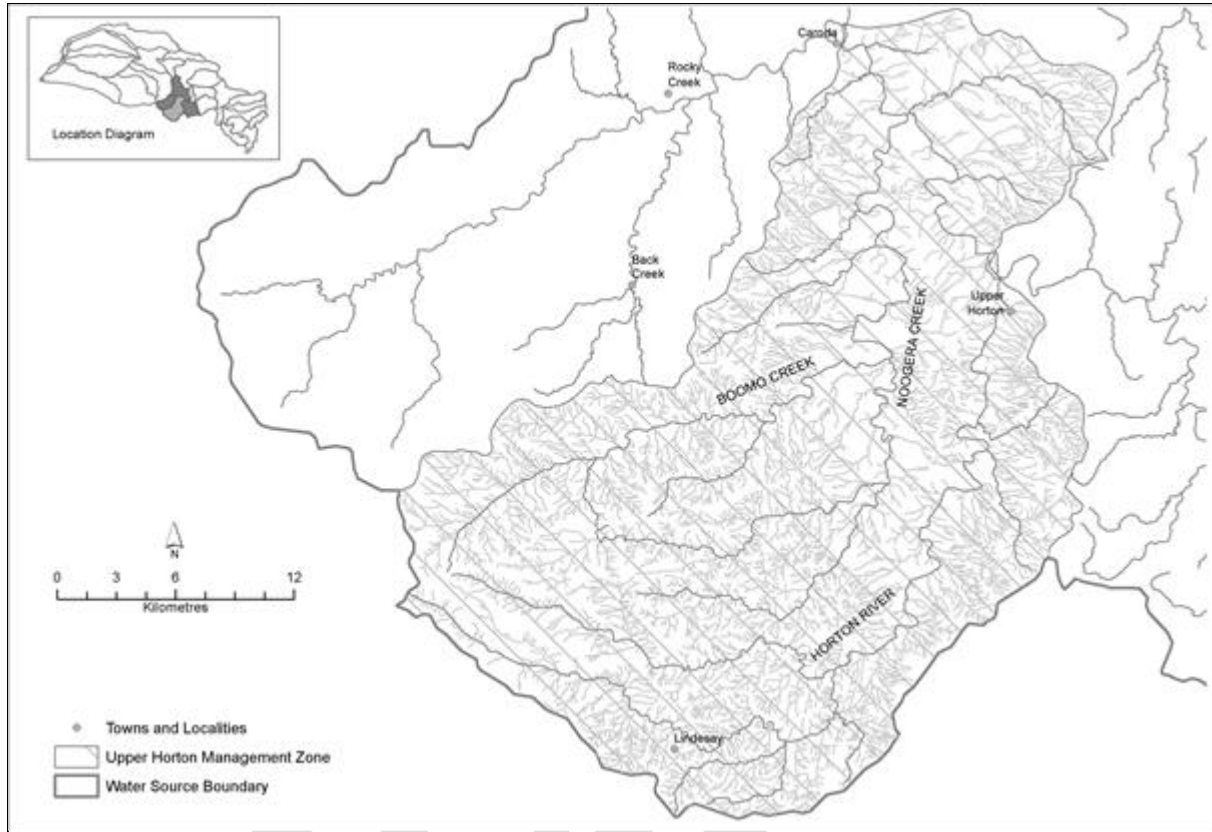 Location Diagram
Caroda
Rocky
Creek
Back
Creek
Upper
Horton
BOOMO CREEK
NOOGERA CREEK
HORTON RIVER
N
0 3 6 12
Kilometres
Lindesay
Towns and Localities
Upper Horton Management Zone
Water Source Boundary